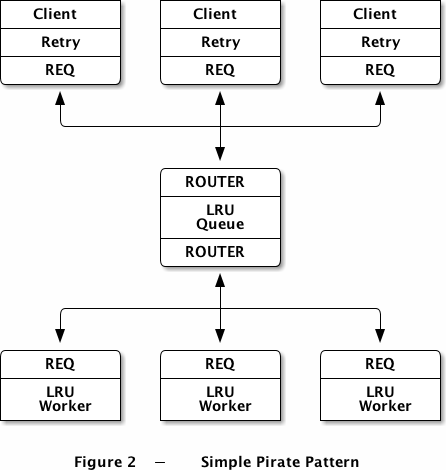 Client Client Client
Retry Retry Retry
REQ REQ REQ
ROUTER
LRU
Queue
ROUTER
REQ REQ REQ
LRU LRU LRU
Worker Worker Worker
Figure 2 — Simple Pirate Pattern